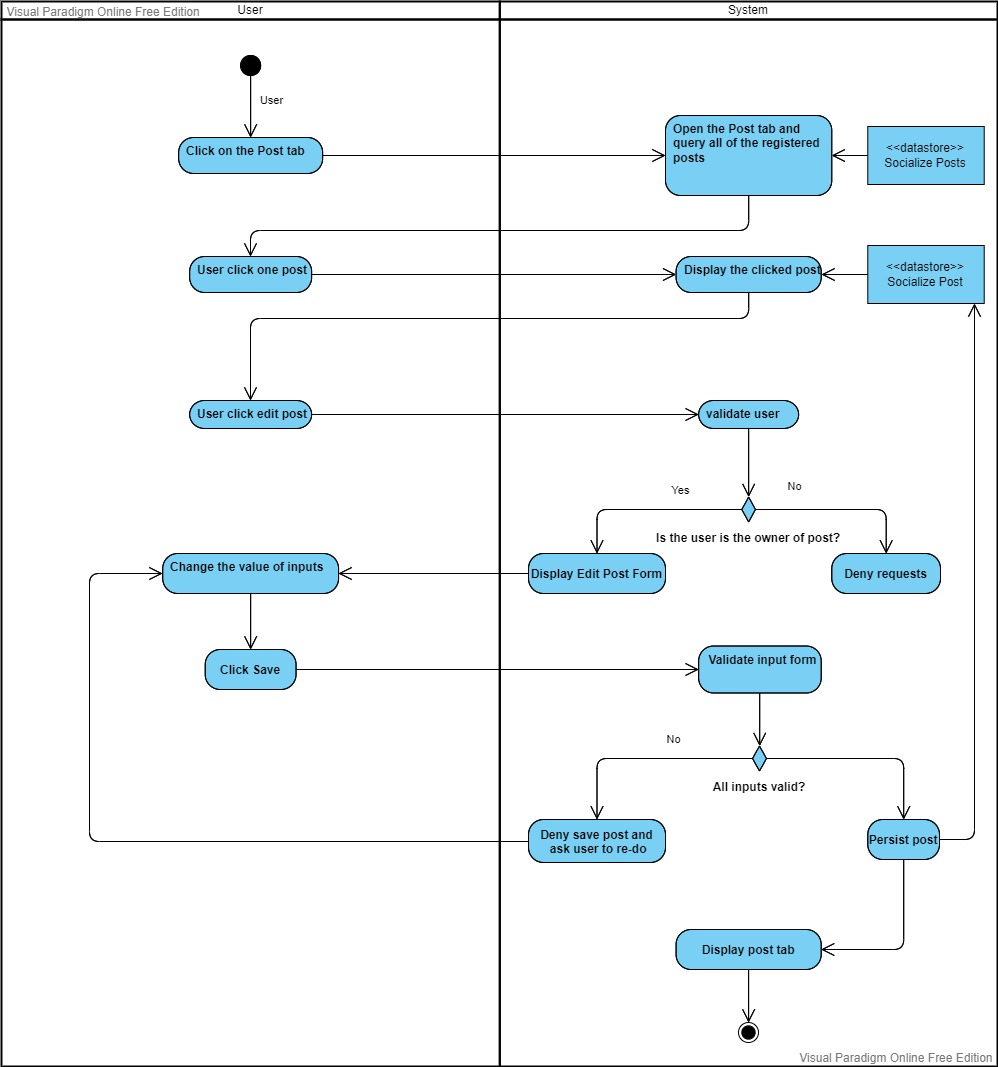 Visual Paradigm Online Free Edition
User
System
User
Click on the Post tab
Open the Post tab and
query all of the registered
posts
<<datastore>>
Socialize Posts
User click one post
Display the clicked post
<<datastore>>
Socialize Post
User click edit post
validate user
Yes
No
Is the user is the owner of post?
Change the value of inputs
Display Edit Post Form
Deny requests
Click Save
Validate input form
No
All inputs valid?
Deny save post and
ask user to re-do
Persist post
Display post tab
Visual Paradigm Online Free Edition